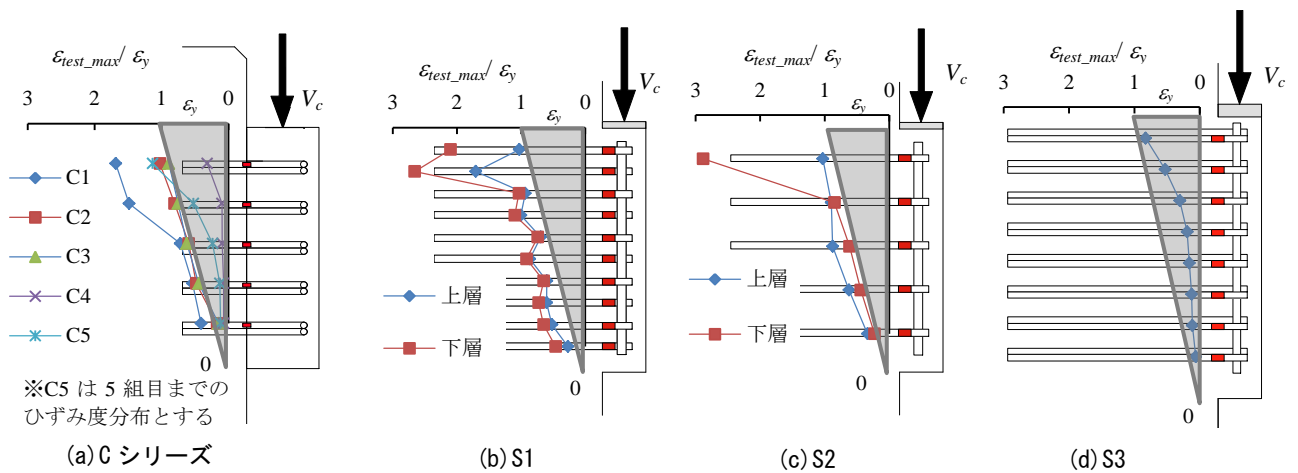 ε_test_max / ε_y
3 2 1 0
ε_y
V_c
C1
C2
C3
C4
C5
0
※C5 は 5 組目までの
ひずみ度分布とする
(a) C シリーズ
ε_test_max / ε_y
3 2 1 0
ε_y
V_c
上層
下層
0
(b) S1
ε_test_max / ε_y
3 2 1 0
ε_y
V_c
上層
下層
0
(c) S2
ε_test_max / ε_y
3 2 1 0
ε_y
V_c
0
(d) S3